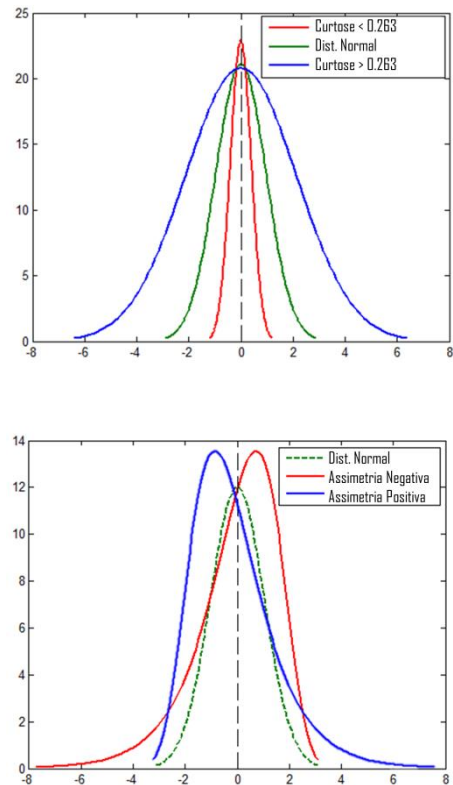 25
Curtose < 0.263
Dist. Normal
Curtose > 0.263
20
15
10
5
0
-8 -6 -4 -2 0 2 4 6 8
14
Dist. Normal
Assimetria Negativa
Assimetria Positiva
12
10
8
6
4
2
0
-8 -6 -4 -2 0 2 4 6 8